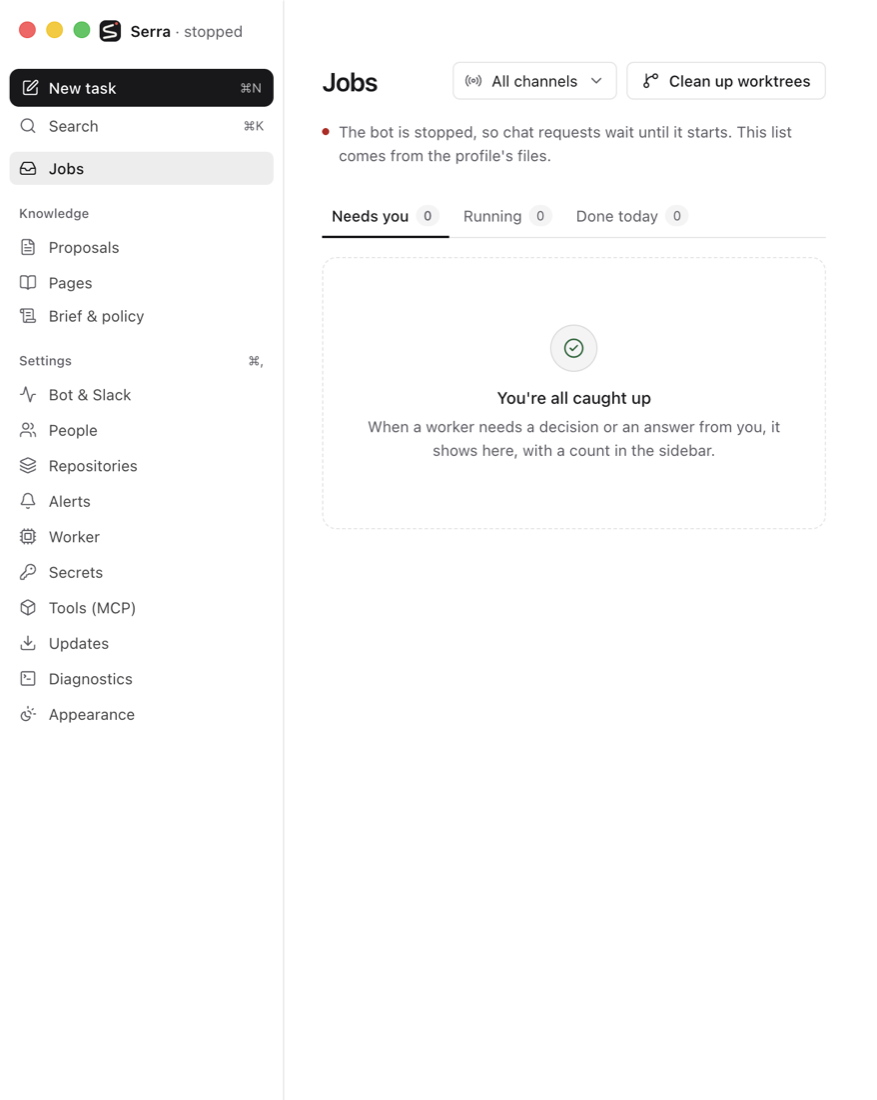 Serra · stopped
New task ⌘N
Search ⌘K
Jobs
Knowledge
Proposals
Pages
Brief & policy
Settings ⌘,
Bot & Slack
People
Repositories
Alerts
Worker
Secrets
Tools (MCP)
Updates
Diagnostics
Appearance
Jobs
All channels
Clean up worktrees
The bot is stopped, so chat requests wait until it starts. This list
comes from the profile's files.
Needs you 0
Running 0
Done today 0
You're all caught up
When a worker needs a decision or an answer from you, it
shows here, with a count in the sidebar.